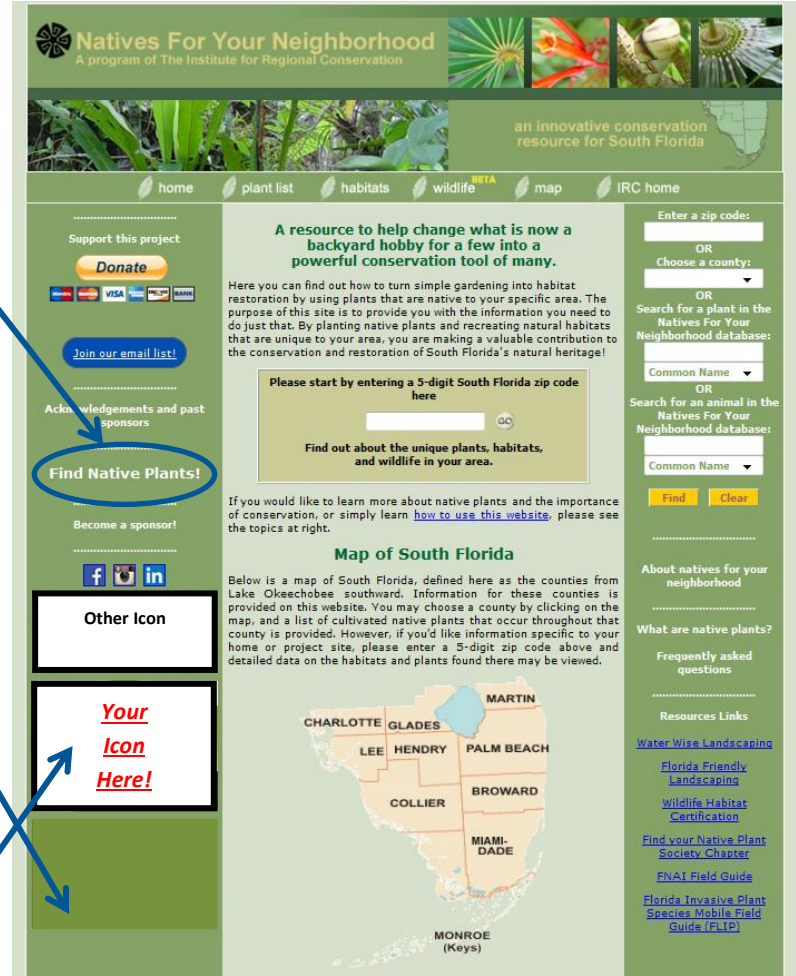 Natives For Your Neighborhood
A program of The Institute for Regional Conservation
an innovative conservation
resource for South Florida
home
plant list
habitats
wildlife BETA
map
IRC home
Support this project
Donate
VISA
BANK
Join our email list!
Acknowledgements and past
sponsors
Find Native Plants!
Become a sponsor!
Other Icon
Your
Icon
Here!
A resource to help change what is now a
backyard hobby for a few into a
powerful conservation tool of many.
Here you can find out how to turn simple gardening into habitat
restoration by using plants that are native to your specific area. The
purpose of this site is to provide you with the information you need to
do just that. By planting native plants and recreating natural habitats
that are unique to your area, you are making a valuable contribution to
the conservation and restoration of South Florida's natural heritage!
Please start by entering a 5-digit South Florida zip code
here
GO
Find out about the unique plants, habitats,
and wildlife in your area.
If you would like to learn more about native plants and the importance
of conservation, or simply learn how to use this website, please see
the topics at right.
Map of South Florida
Below is a map of South Florida, defined here as the counties from
Lake Okeechobee southward. Information for these counties is
provided on this website. You may choose a county by clicking on the
map, and a list of cultivated native plants that occur throughout that
county is provided. However, if you'd like information specific to your
home or project site, please enter a 5-digit zip code above and
detailed data on the habitats and plants found there may be viewed.
MARTIN
CHARLOTTE
GLADES
LEE
HENDRY
PALM BEACH
BROWARD
COLLIER
MIAMI-
DADE
MONROE
(Keys)
Enter a zip code:
OR
Choose a county:
OR
Search for a plant in the
Natives For Your
Neighborhood database:
Common Name
OR
Search for an animal in the
Natives For Your
Neighborhood database:
Common Name
Find
Clear
About natives for your
neighborhood
What are native plants?
Frequently asked
questions
Resources Links
Water Wise Landscaping
Florida Friendly
Landscaping
Wildlife Habitat
Certification
Find your Native Plant
Society Chapter
FNAI Field Guide
Florida Invasive Plant
Species Mobile Field
Guide (FLIP)